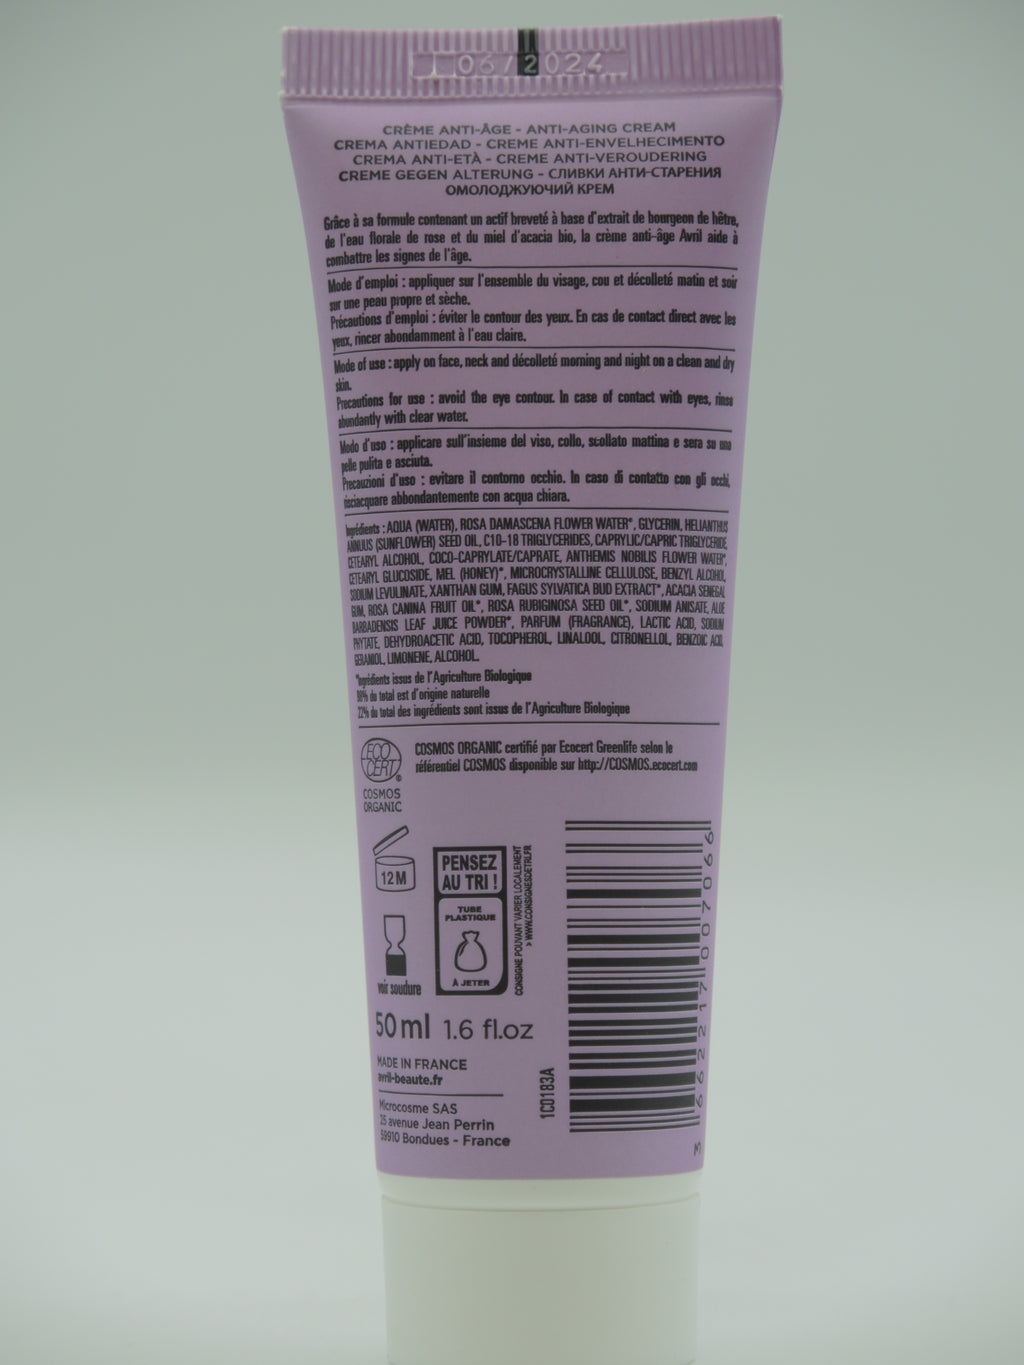 06/2024
CRÈME ANTI-ÂGE - ANTI-AGING CREAM
CREMA ANTIEDAD - CREME ANTI-ENVELHECIMENTO
CREMA ANTI-ETÀ - CREME ANTI-VEROUDERING
CREME GEGEN ALTERUNG - СЛИВКИ АНТИ-СТАРЕНИЯ
ОМОЛОДЖУЮЧИЙ КРЕМ
Grâce à sa formule contenant un actif breveté à base d'extrait de bourgeon de hêtre,
de l'eau florale de rose et du miel d'acacia bio, la crème anti-âge Avril aide à
combattre les signes de l'âge.
Mode d'emploi : appliquer sur l'ensemble du visage, cou et décolleté matin et soir
sur une peau propre et sèche.
Précautions d'emploi : éviter le contour des yeux. En cas de contact direct avec les
yeux, rincer abondamment à l'eau claire.
Mode of use : apply on face, neck and décolleté morning and night on a clean and dry
skin.
Precautions for use : avoid the eye contour. In case of contact with eyes, rinse
abundantly with clear water.
Modo d'uso : applicare sull'insieme del viso, collo, scollato mattina e sera su una
pelle pulita e asciuta.
Precauzioni d'uso : evitare il contorno occhio. In caso di contatto con gli occhi,
risciacquare abbondantemente con acqua chiara.
Ingrédients : AQUA (WATER), ROSA DAMASCENA FLOWER WATER*, GLYCERIN, HELIANTHUS
ANNUUS (SUNFLOWER) SEED OIL, C10-18 TRIGLYCERIDES, CAPRYLIC/CAPRIC TRIGLYCERIDE,
CETEARYL ALCOHOL, COCO-CAPRYLATE/CAPRATE, ANTHEMIS NOBILIS FLOWER WATER*,
CETEARYL GLUCOSIDE, MEL (HONEY)*, MICROCRYSTALLINE CELLULOSE, BENZYL ALCOHOL,
SODIUM LEVULINATE, XANTHAN GUM, FAGUS SYLVATICA BUD EXTRACT*, ACACIA SENEGAL
GUM, ROSA CANINA FRUIT OIL*, ROSA RUBIGINOSA SEED OIL*, SODIUM ANISATE, ALOE
BARBADENSIS LEAF JUICE POWDER*, PARFUM (FRAGRANCE), LACTIC ACID, SODIUM
PHYTATE, DEHYDROACETIC ACID, TOCOPHEROL, LINALOOL, CITRONELLOL, BENZOIC ACID,
GERANIOL, LIMONENE, ALCOHOL.
*Ingrédients issus de l'Agriculture Biologique
du total est d'origine naturelle
22% du total des ingrédients sont issus de l'Agriculture Biologique
ECO
CERT®
COSMOS
ORGANIC
COSMOS ORGANIC certifié par Ecocert Greenlife selon le
référentiel COSMOS disponible sur http://COSMOS.ecocert.com
12M
voir soudure
PENSEZ
AU TRI !
TUBE
PLASTIQUE
À JETER
CONSIGNE POUVANT VARIER LOCALEMENT
> WWW.CONSIGNESDETRI.FR
50 ml 1.6 fl.oz
MADE IN FRANCE
avril-beaute.fr
Microcosme SAS
25 avenue Jean Perrin
59910 Bondues - France
1C0183A
3 662217 007066